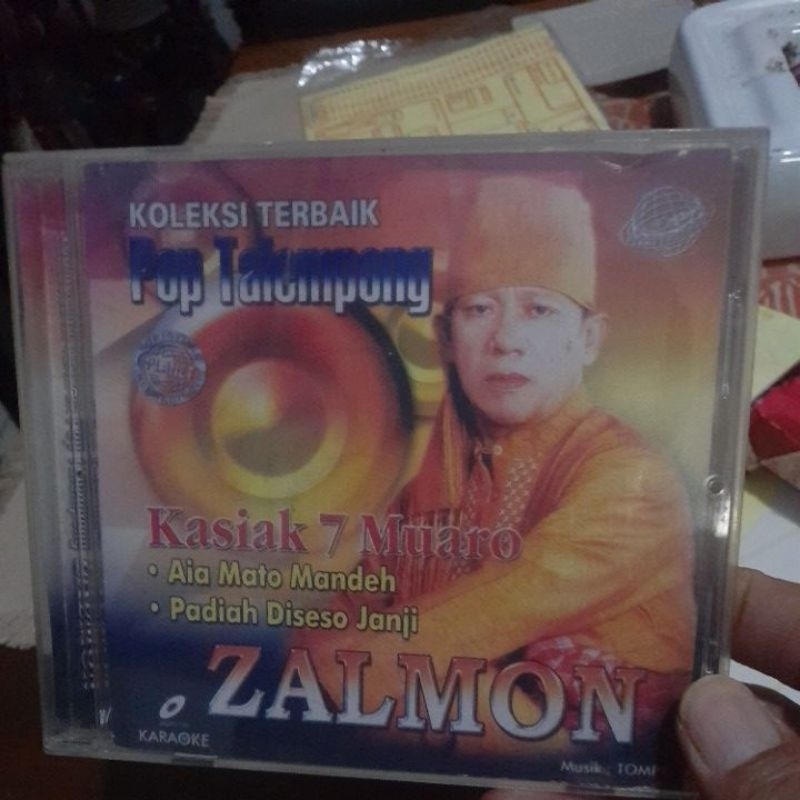 KOLEKSI TERBAIK
Pop Talempong
Kasiak 7 Muaro
• Aia Mato Mandeh
• Padiah Diseso Janji
ZALMON
KARAOKE
Musik : TOM